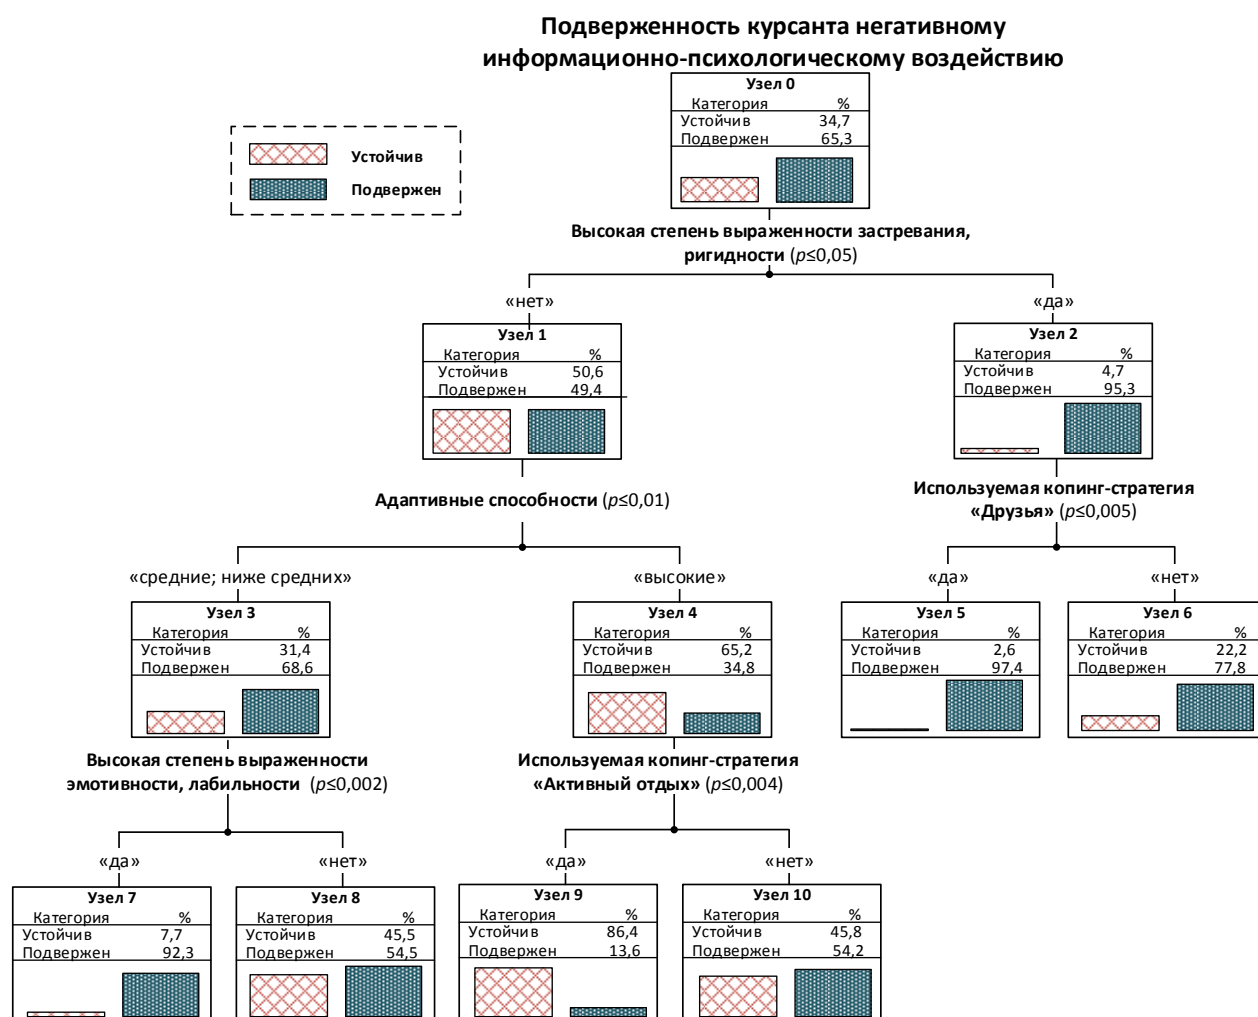 Подверженность курсанта негативному
информационно-психологическому воздействию
Узел 0
Категория %
Устойчив 34,7
Подвержен 65,3
Устойчив
Подвержен
Высокая степень выраженности застревания,
ригидности (p≤0,05)
«нет»
«да»
Узел 1
Категория %
Устойчив 50,6
Подвержен 49,4
Узел 2
Категория %
Устойчив 4,7
Подвержен 95,3
Адаптивные способности (p≤0,01)
Используемая копинг-стратегия
«Друзья» (p≤0,005)
«средние; ниже средних»
«высокие»
«да»
«нет»
Узел 3
Категория %
Устойчив 31,4
Подвержен 68,6
Узел 4
Категория %
Устойчив 65,2
Подвержен 34,8
Узел 5
Категория %
Устойчив 2,6
Подвержен 97,4
Узел 6
Категория %
Устойчив 22,2
Подвержен 77,8
Высокая степень выраженности
эмотивности, лабильности (p≤0,002)
Используемая копинг-стратегия
«Активный отдых» (p≤0,004)
«да»
«нет»
«да»
«нет»
Узел 7
Категория %
Устойчив 7,7
Подвержен 92,3
Узел 8
Категория %
Устойчив 45,5
Подвержен 54,5
Узел 9
Категория %
Устойчив 86,4
Подвержен 13,6
Узел 10
Категория %
Устойчив 45,8
Подвержен 54,2